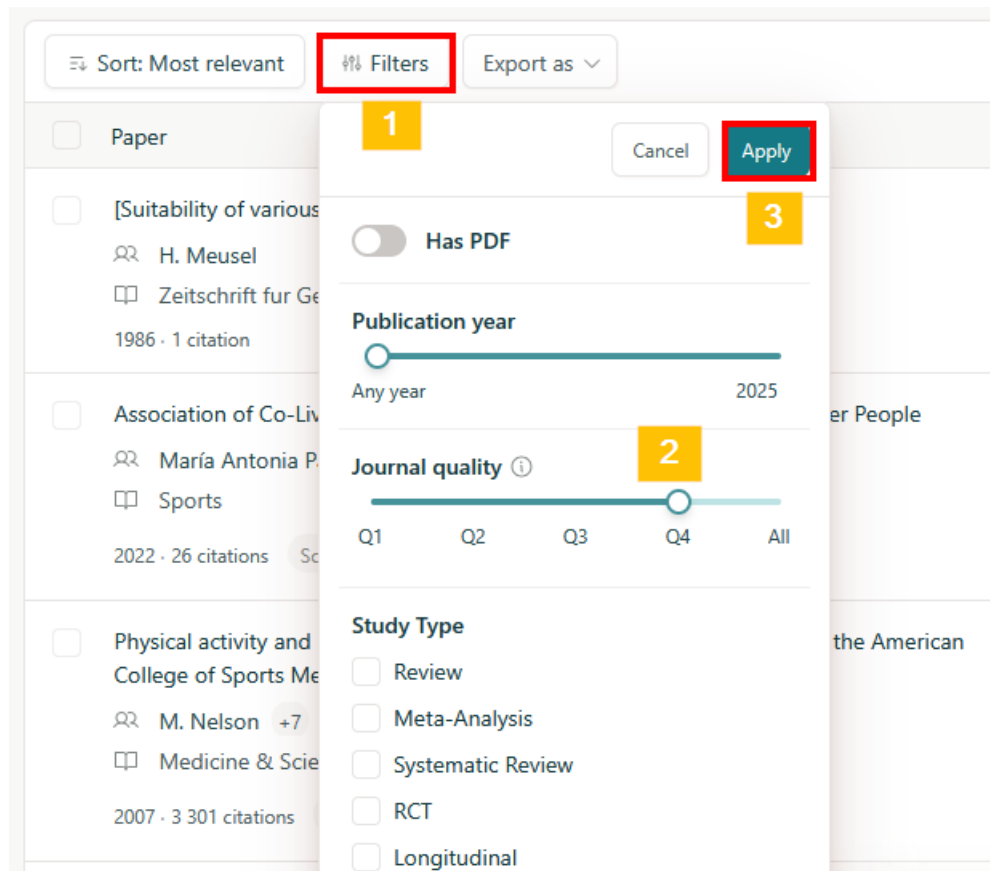 Sort: Most relevant
Filters
Export as
1
Paper
Cancel
Apply
3
[Suitability of various
H. Meusel
Zeitschrift fur Ge
1986 · 1 citation
Has PDF
Publication year
Any year
2025
Association of Co-Liv
er People
María Antonia P
Sports
2022 · 26 citations
Sc
Journal quality
2
Q1
Q2
Q3
Q4
All
Physical activity and
the American
College of Sports Me
M. Nelson +7
Medicine & Scie
2007 · 3 301 citations
Study Type
Review
Meta-Analysis
Systematic Review
RCT
Longitudinal